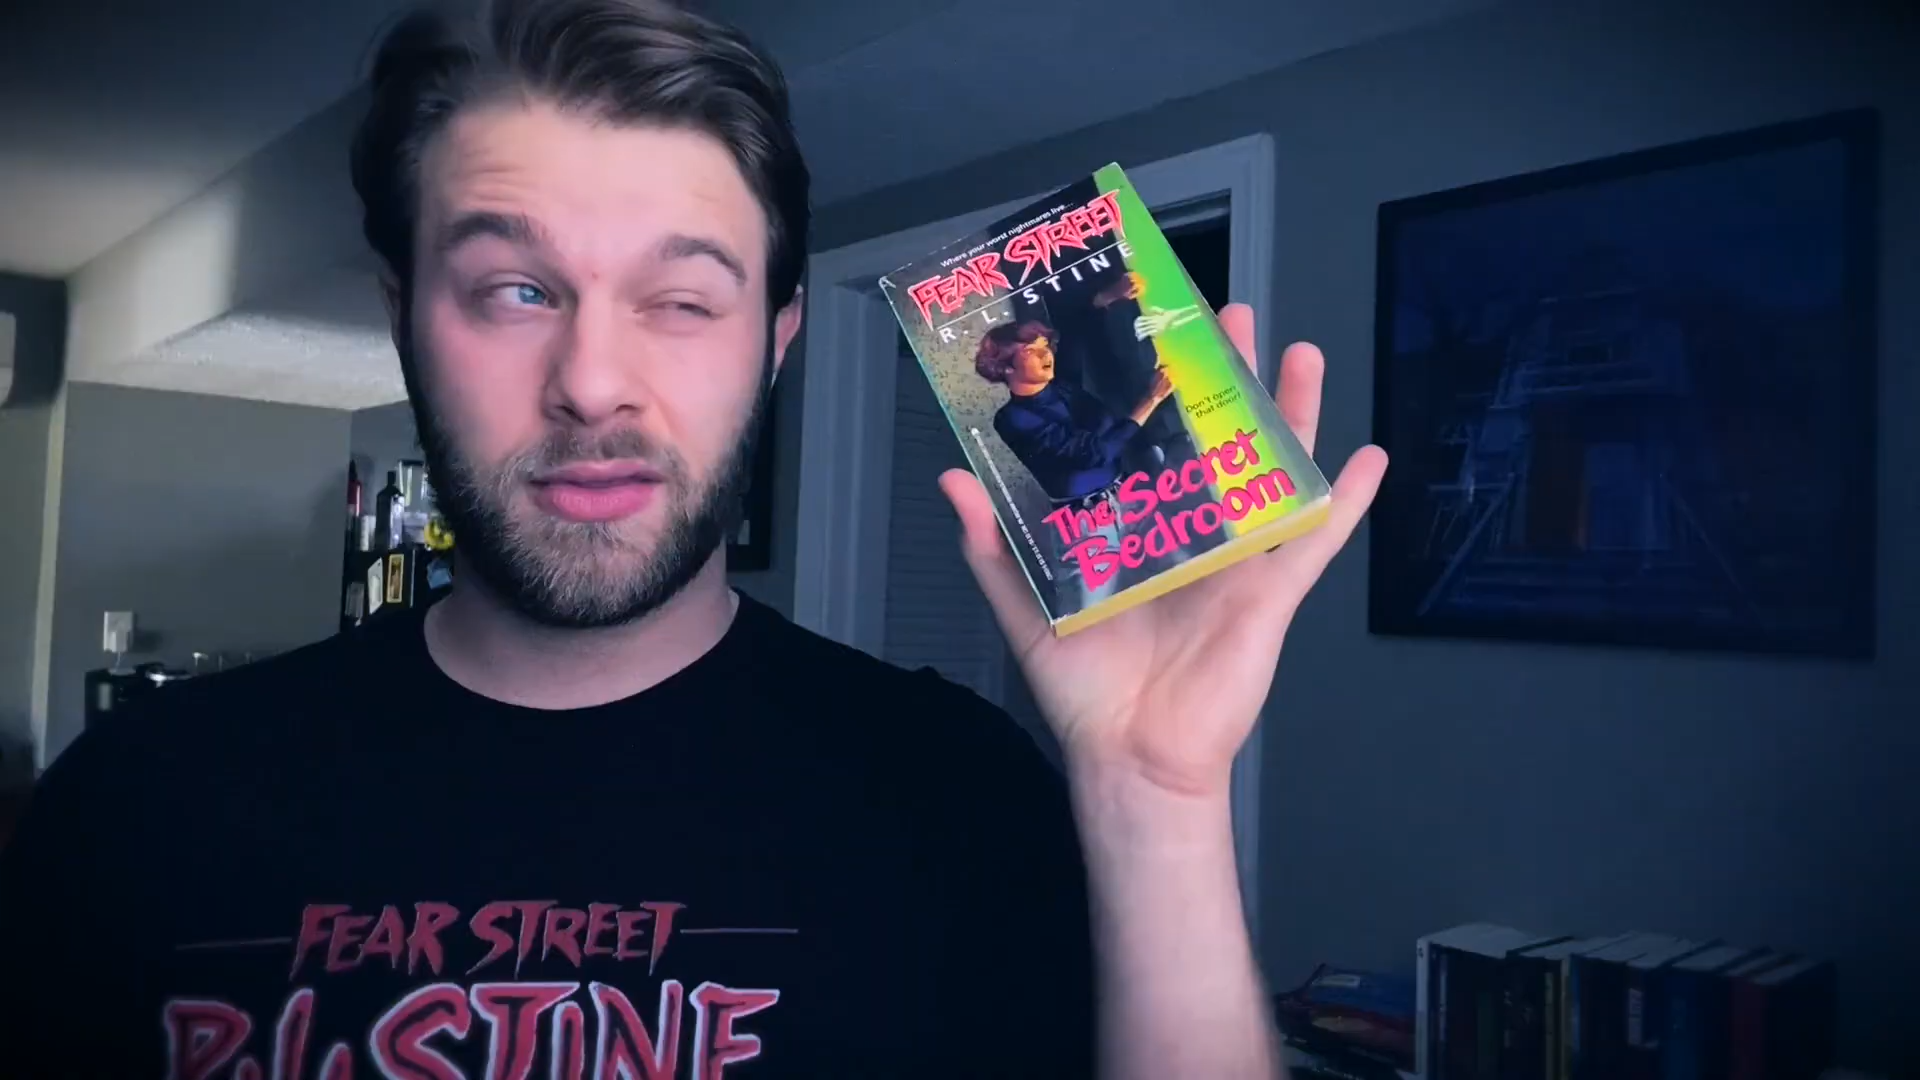 Where your worst nightmares live...
FEAR STREET
R. L. STINE
Don't open
that door!
The Secret
Bedroom
FEAR STREET
R.L. STINE